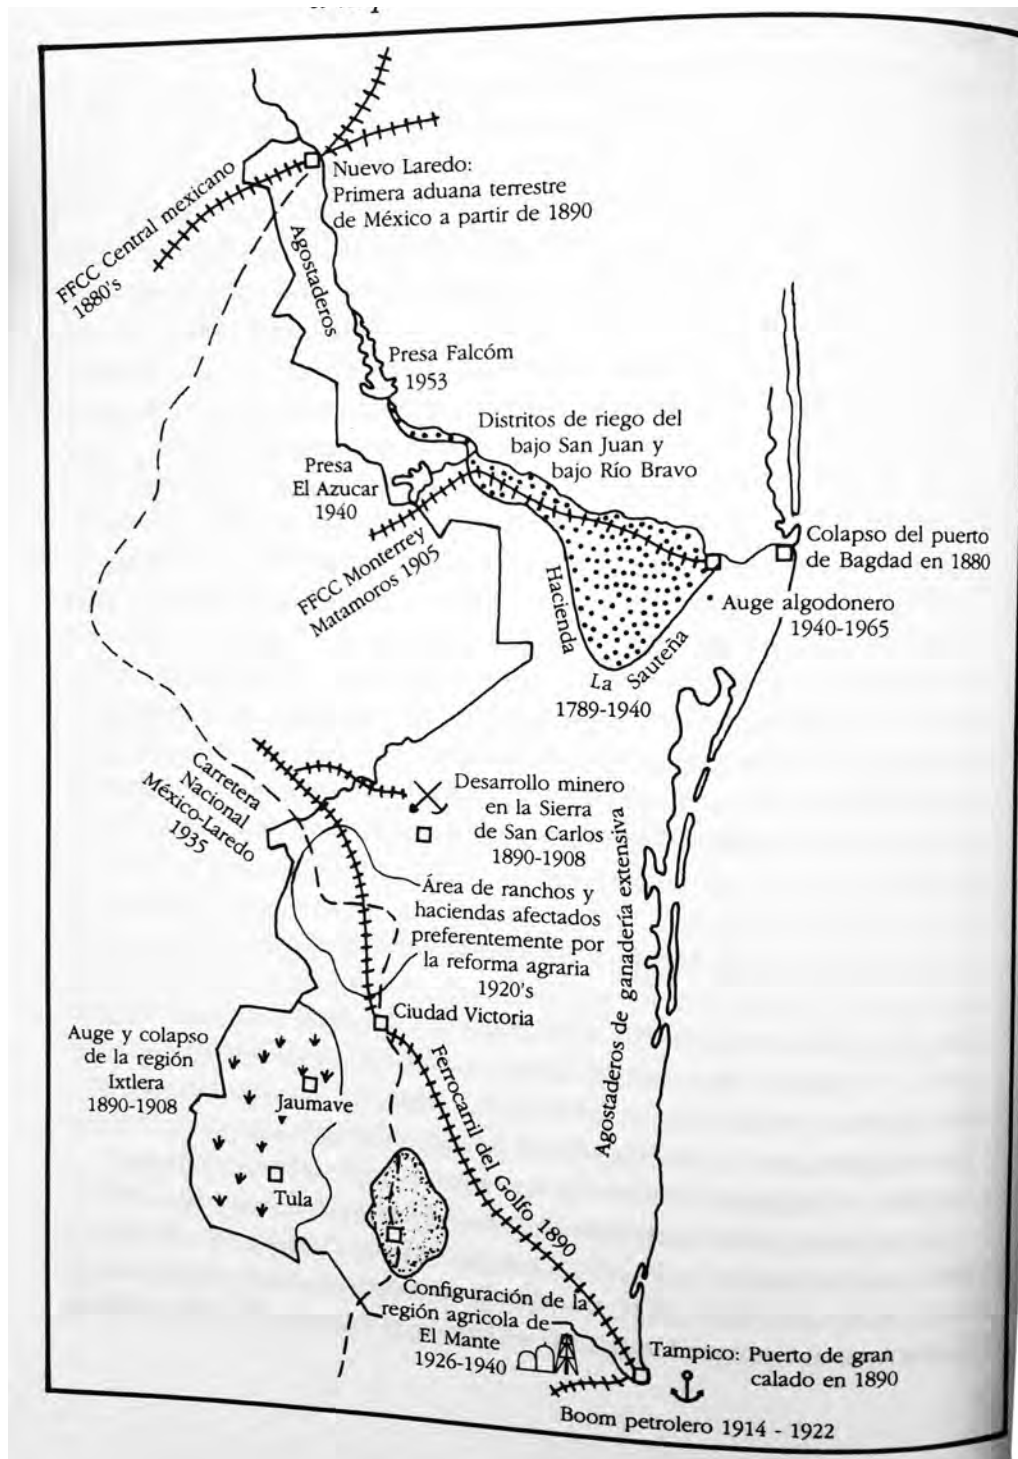 Nuevo Laredo:
Primera aduana terrestre
de México a partir de 1890
FFCC Central mexicano
1880's
Agostaderos
Presa Falcóm
1953
Distritos de riego del
bajo San Juan y
bajo Río Bravo
Presa
El Azucar
1940
FFCC Monterrey
Matamoros 1905
Hacienda
La Sauteña
1789-1940
Colapso del puerto
de Bagdad en 1880
Auge algodonero
1940-1965
Carretera
Nacional
México-Laredo
1935
Desarrollo minero
en la Sierra
de San Carlos
1890-1908
Área de ranchos y
haciendas afectados
preferentemente por
la reforma agraria
1920's
Agostaderos de ganadería extensiva
Ciudad Victoria
Auge y colapso
de la región
Ixtlera
1890-1908
Jaumave
Tula
Ferrocarril del Golfo 1890
Configuración de la
región agricola de
El Mante
1926-1940
Tampico: Puerto de gran
calado en 1890
Boom petrolero 1914 - 1922